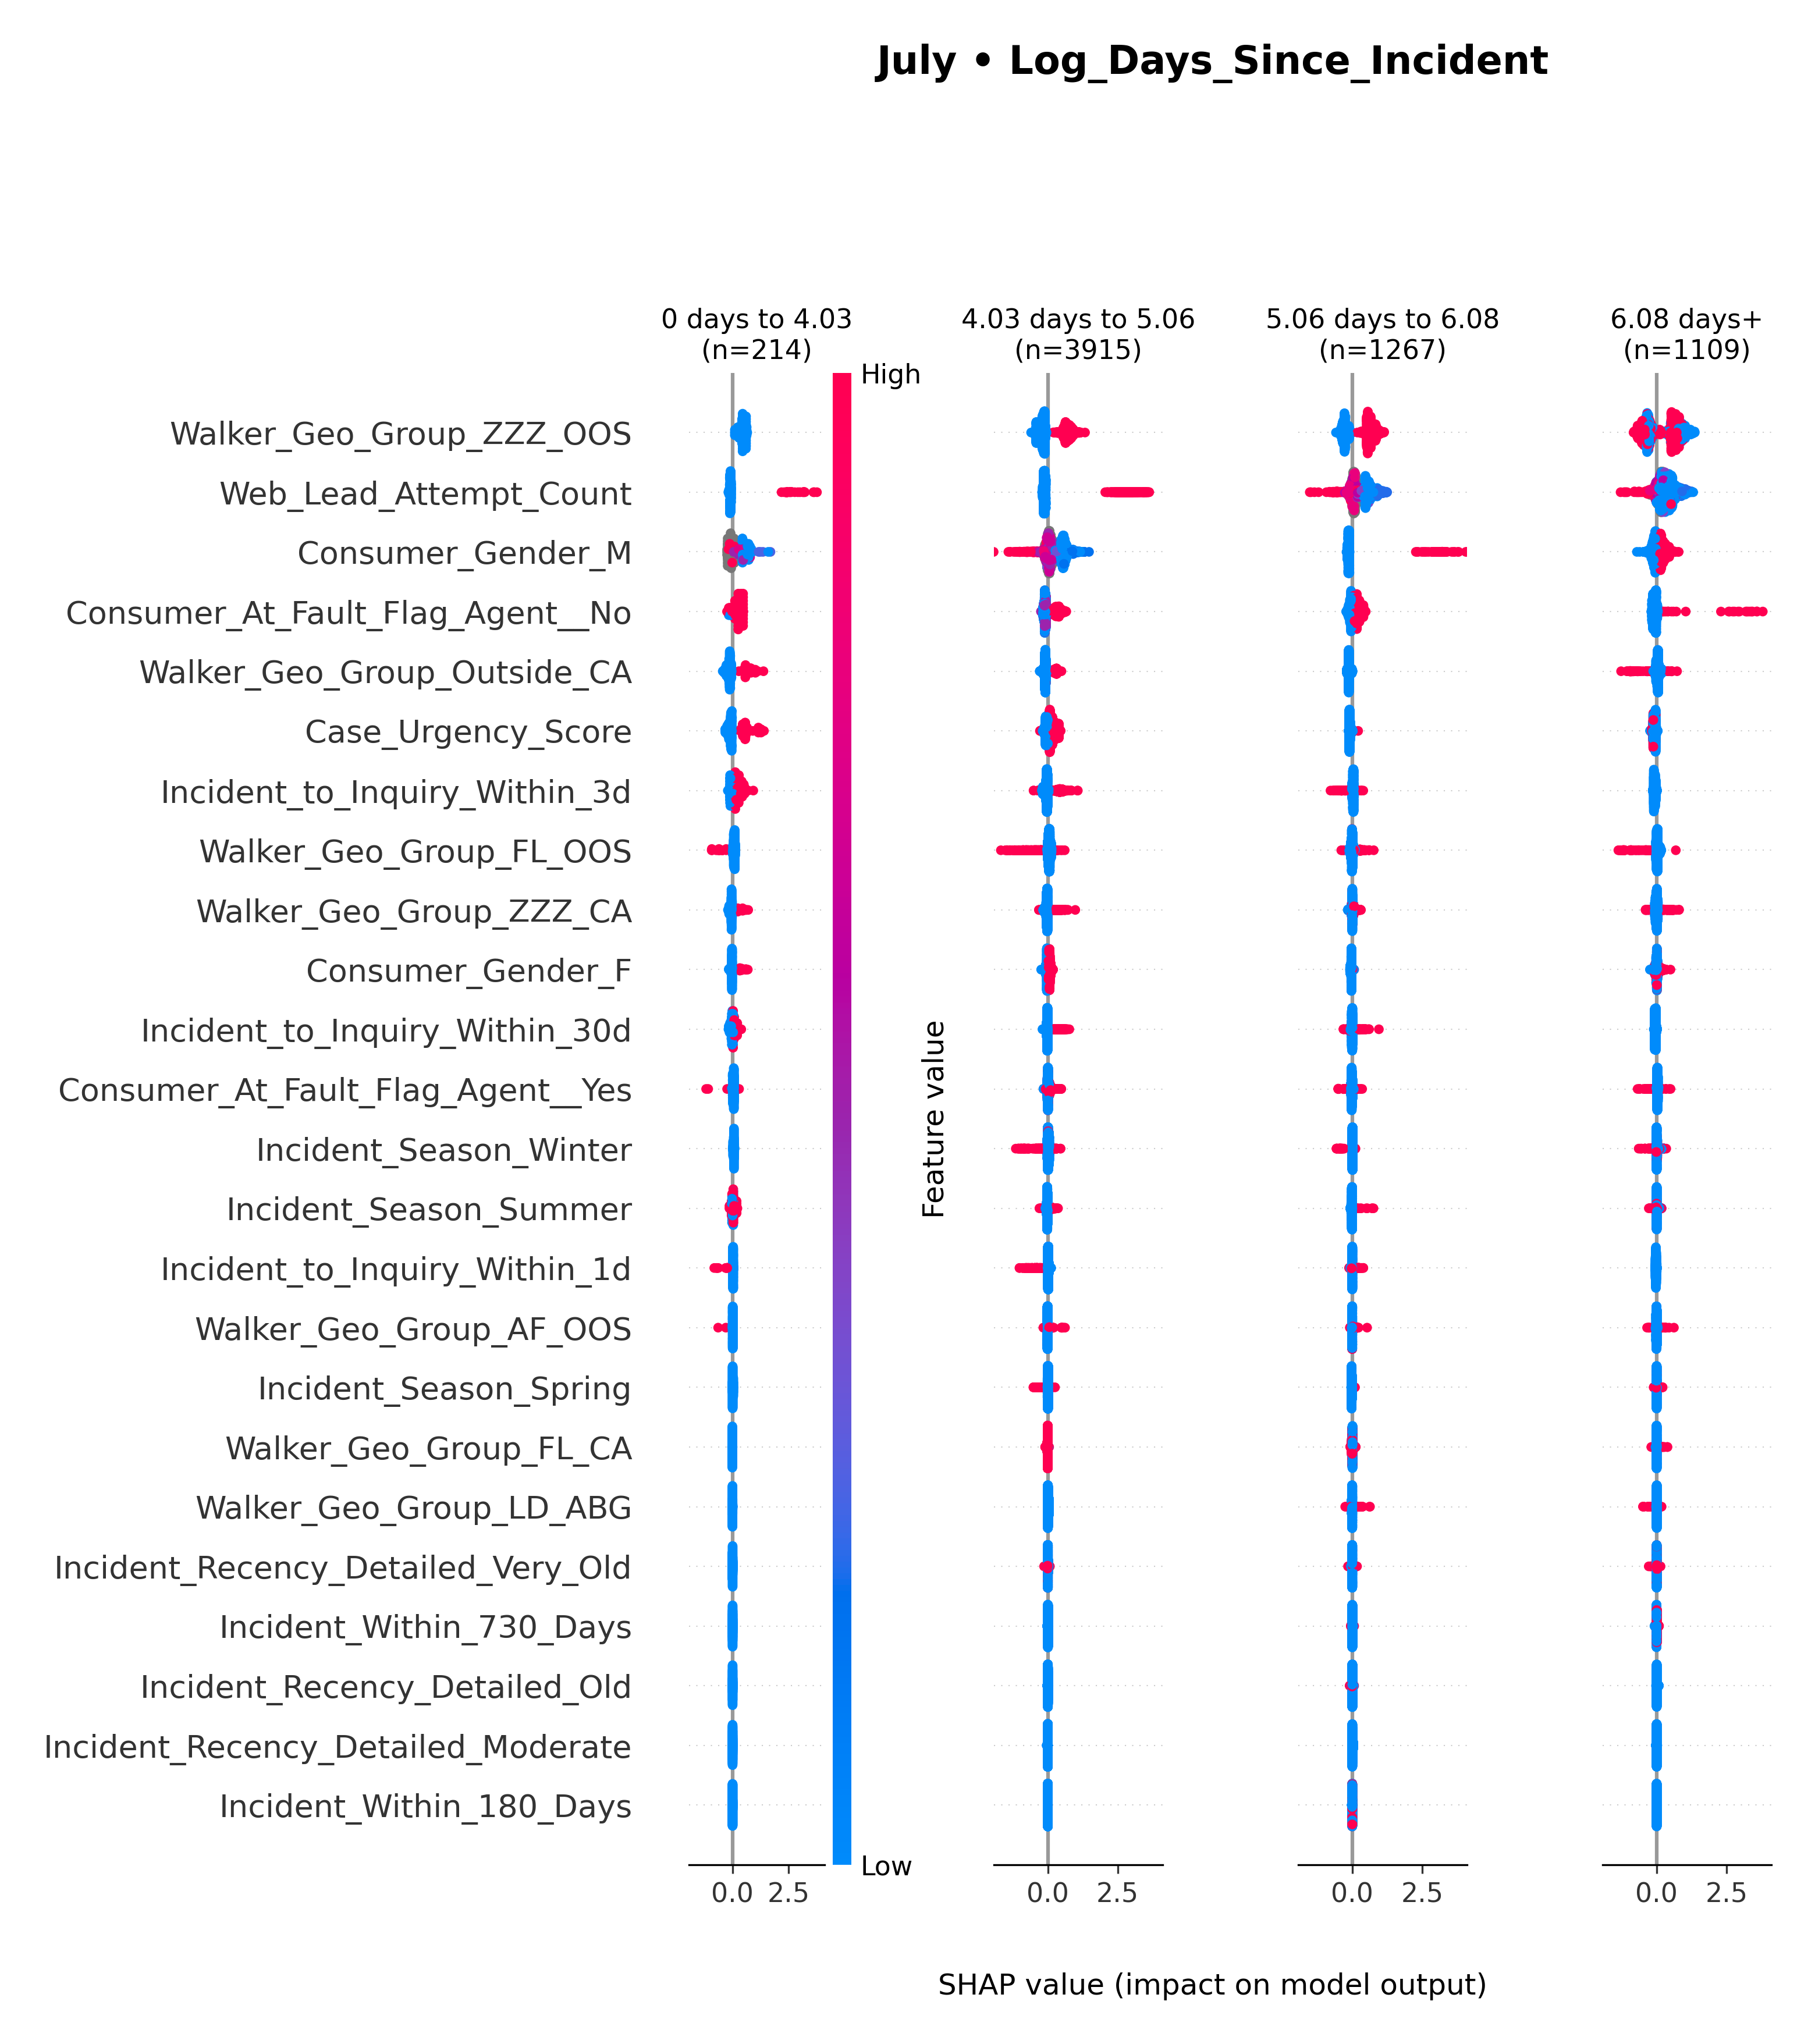 July • Log_Days_Since_Incident
0 days to 4.03
(n=214)
4.03 days to 5.06
(n=3915)
5.06 days to 6.08
(n=1267)
6.08 days+
(n=1109)
High
Walker_Geo_Group_ZZZ_OOS
Web_Lead_Attempt_Count
Consumer_Gender_M
Consumer_At_Fault_Flag_Agent__No
Walker_Geo_Group_Outside_CA
Case_Urgency_Score
Incident_to_Inquiry_Within_3d
Walker_Geo_Group_FL_OOS
Walker_Geo_Group_ZZZ_CA
Consumer_Gender_F
Incident_to_Inquiry_Within_30d
Consumer_At_Fault_Flag_Agent__Yes
Incident_Season_Winter
Incident_Season_Summer
Incident_to_Inquiry_Within_1d
Walker_Geo_Group_AF_OOS
Incident_Season_Spring
Walker_Geo_Group_FL_CA
Walker_Geo_Group_LD_ABG
Incident_Recency_Detailed_Very_Old
Incident_Within_730_Days
Incident_Recency_Detailed_Old
Incident_Recency_Detailed_Moderate
Incident_Within_180_Days
Feature value
Low
0.0 2.5
0.0 2.5
0.0 2.5
0.0 2.5
SHAP value (impact on model output)